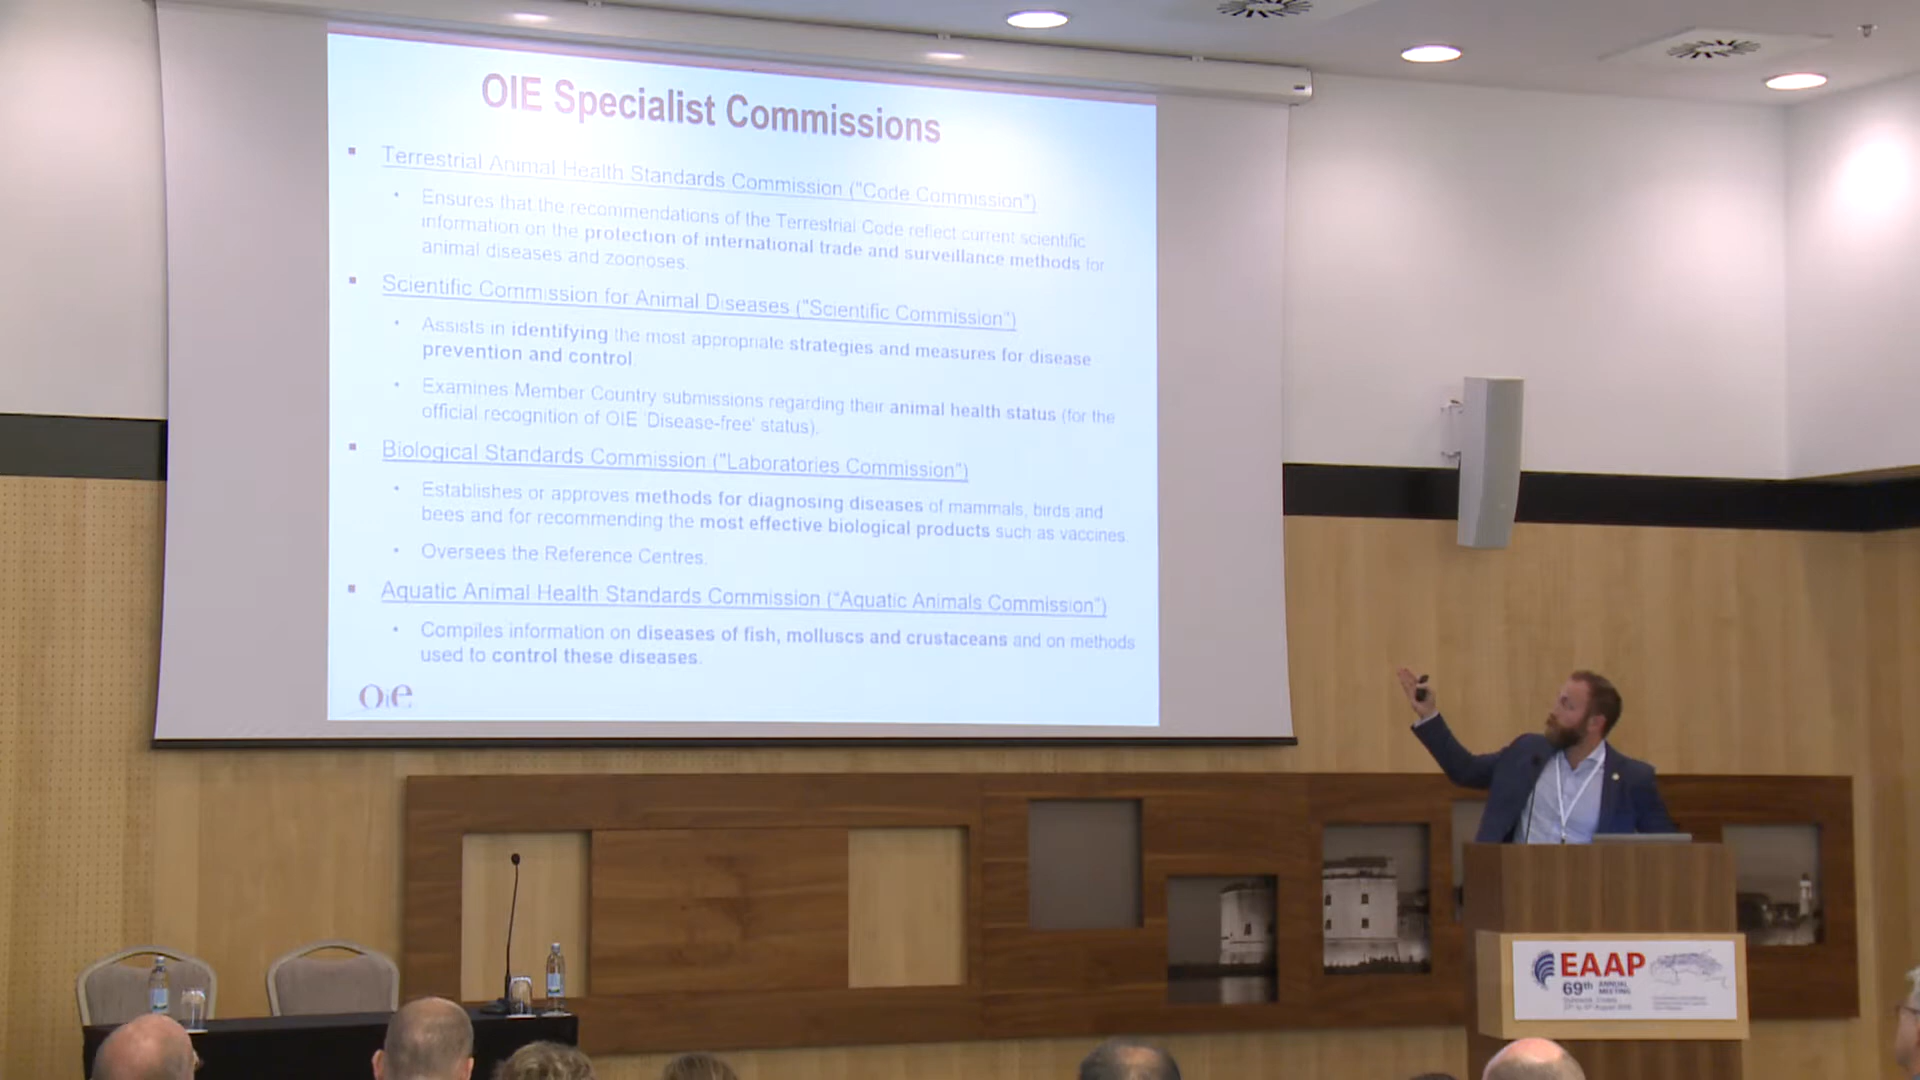 OIE Specialist Commissions
Terrestrial Animal Health Standards Commission ("Code Commission")
Ensures that the recommendations of the Terrestrial Code reflect current scientific
information on the protection of international trade and surveillance methods for
animal diseases and zoonoses.
Scientific Commission for Animal Diseases ("Scientific Commission")
Assists in identifying the most appropriate strategies and measures for disease
prevention and control.
Examines Member Country submissions regarding their animal health status (for the
official recognition of OIE 'Disease-free' status).
Biological Standards Commission ("Laboratories Commission")
Establishes or approves methods for diagnosing diseases of mammals, birds and
bees and for recommending the most effective biological products such as vaccines.
Oversees the Reference Centres.
Aquatic Animal Health Standards Commission ("Aquatic Animals Commission")
Compiles information on diseases of fish, molluscs and crustaceans and on methods
used to control these diseases.
Oie
EAAP
69th ANNUAL
MEETING